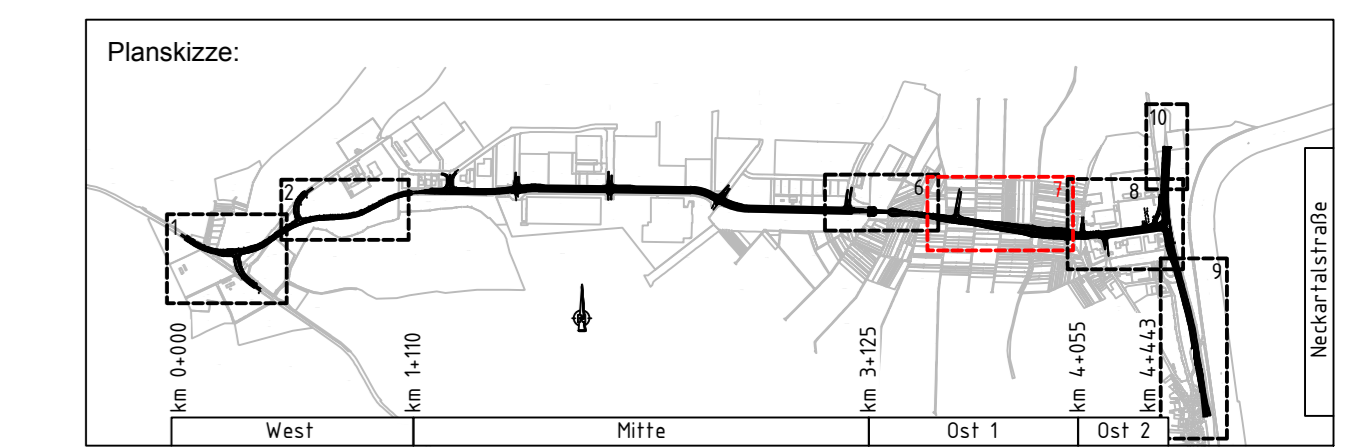 Planskizze:
10
1
2
6
7
8
9
km 0+000
km 1+110
km 3+125
km 4+055
km 4+443
Neckartalstraße
West
Mitte
Ost 1
Ost 2